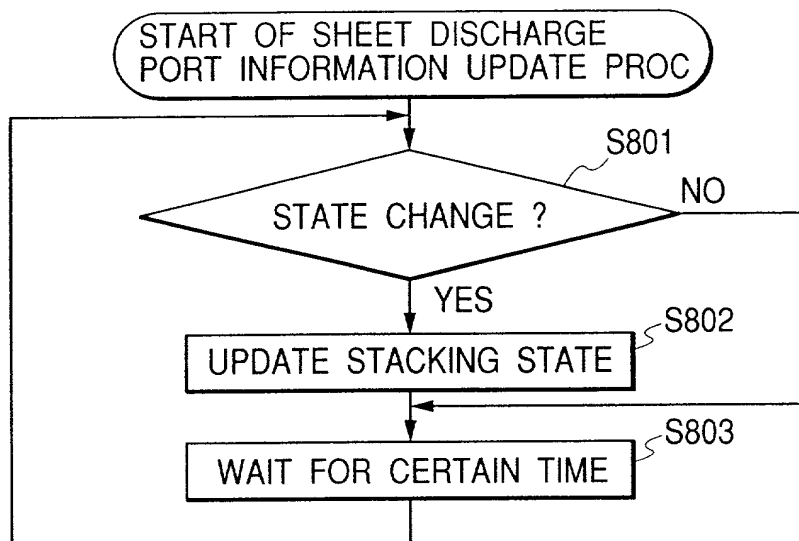 START OF SHEET DISCHARGE
PORT INFORMATION UPDATE PROC
S801
STATE CHANGE ?
NO
YES
S802
UPDATE STACKING STATE
S803
WAIT FOR CERTAIN TIME